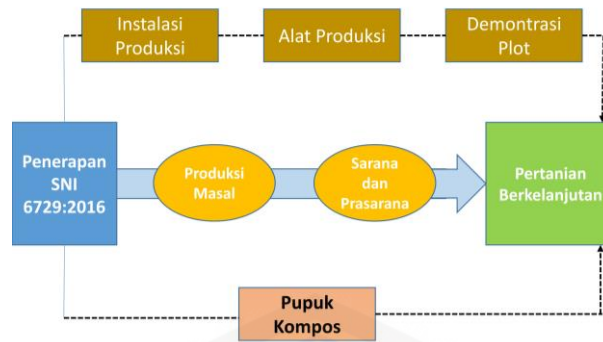 Instalasi
Produksi
Alat Produksi
Demontrasi
Plot
Penerapan
SNI
6729:2016
Produksi
Masal
Sarana
dan
Prasarana
Pertanian
Berkelanjutan
Pupuk
Kompos